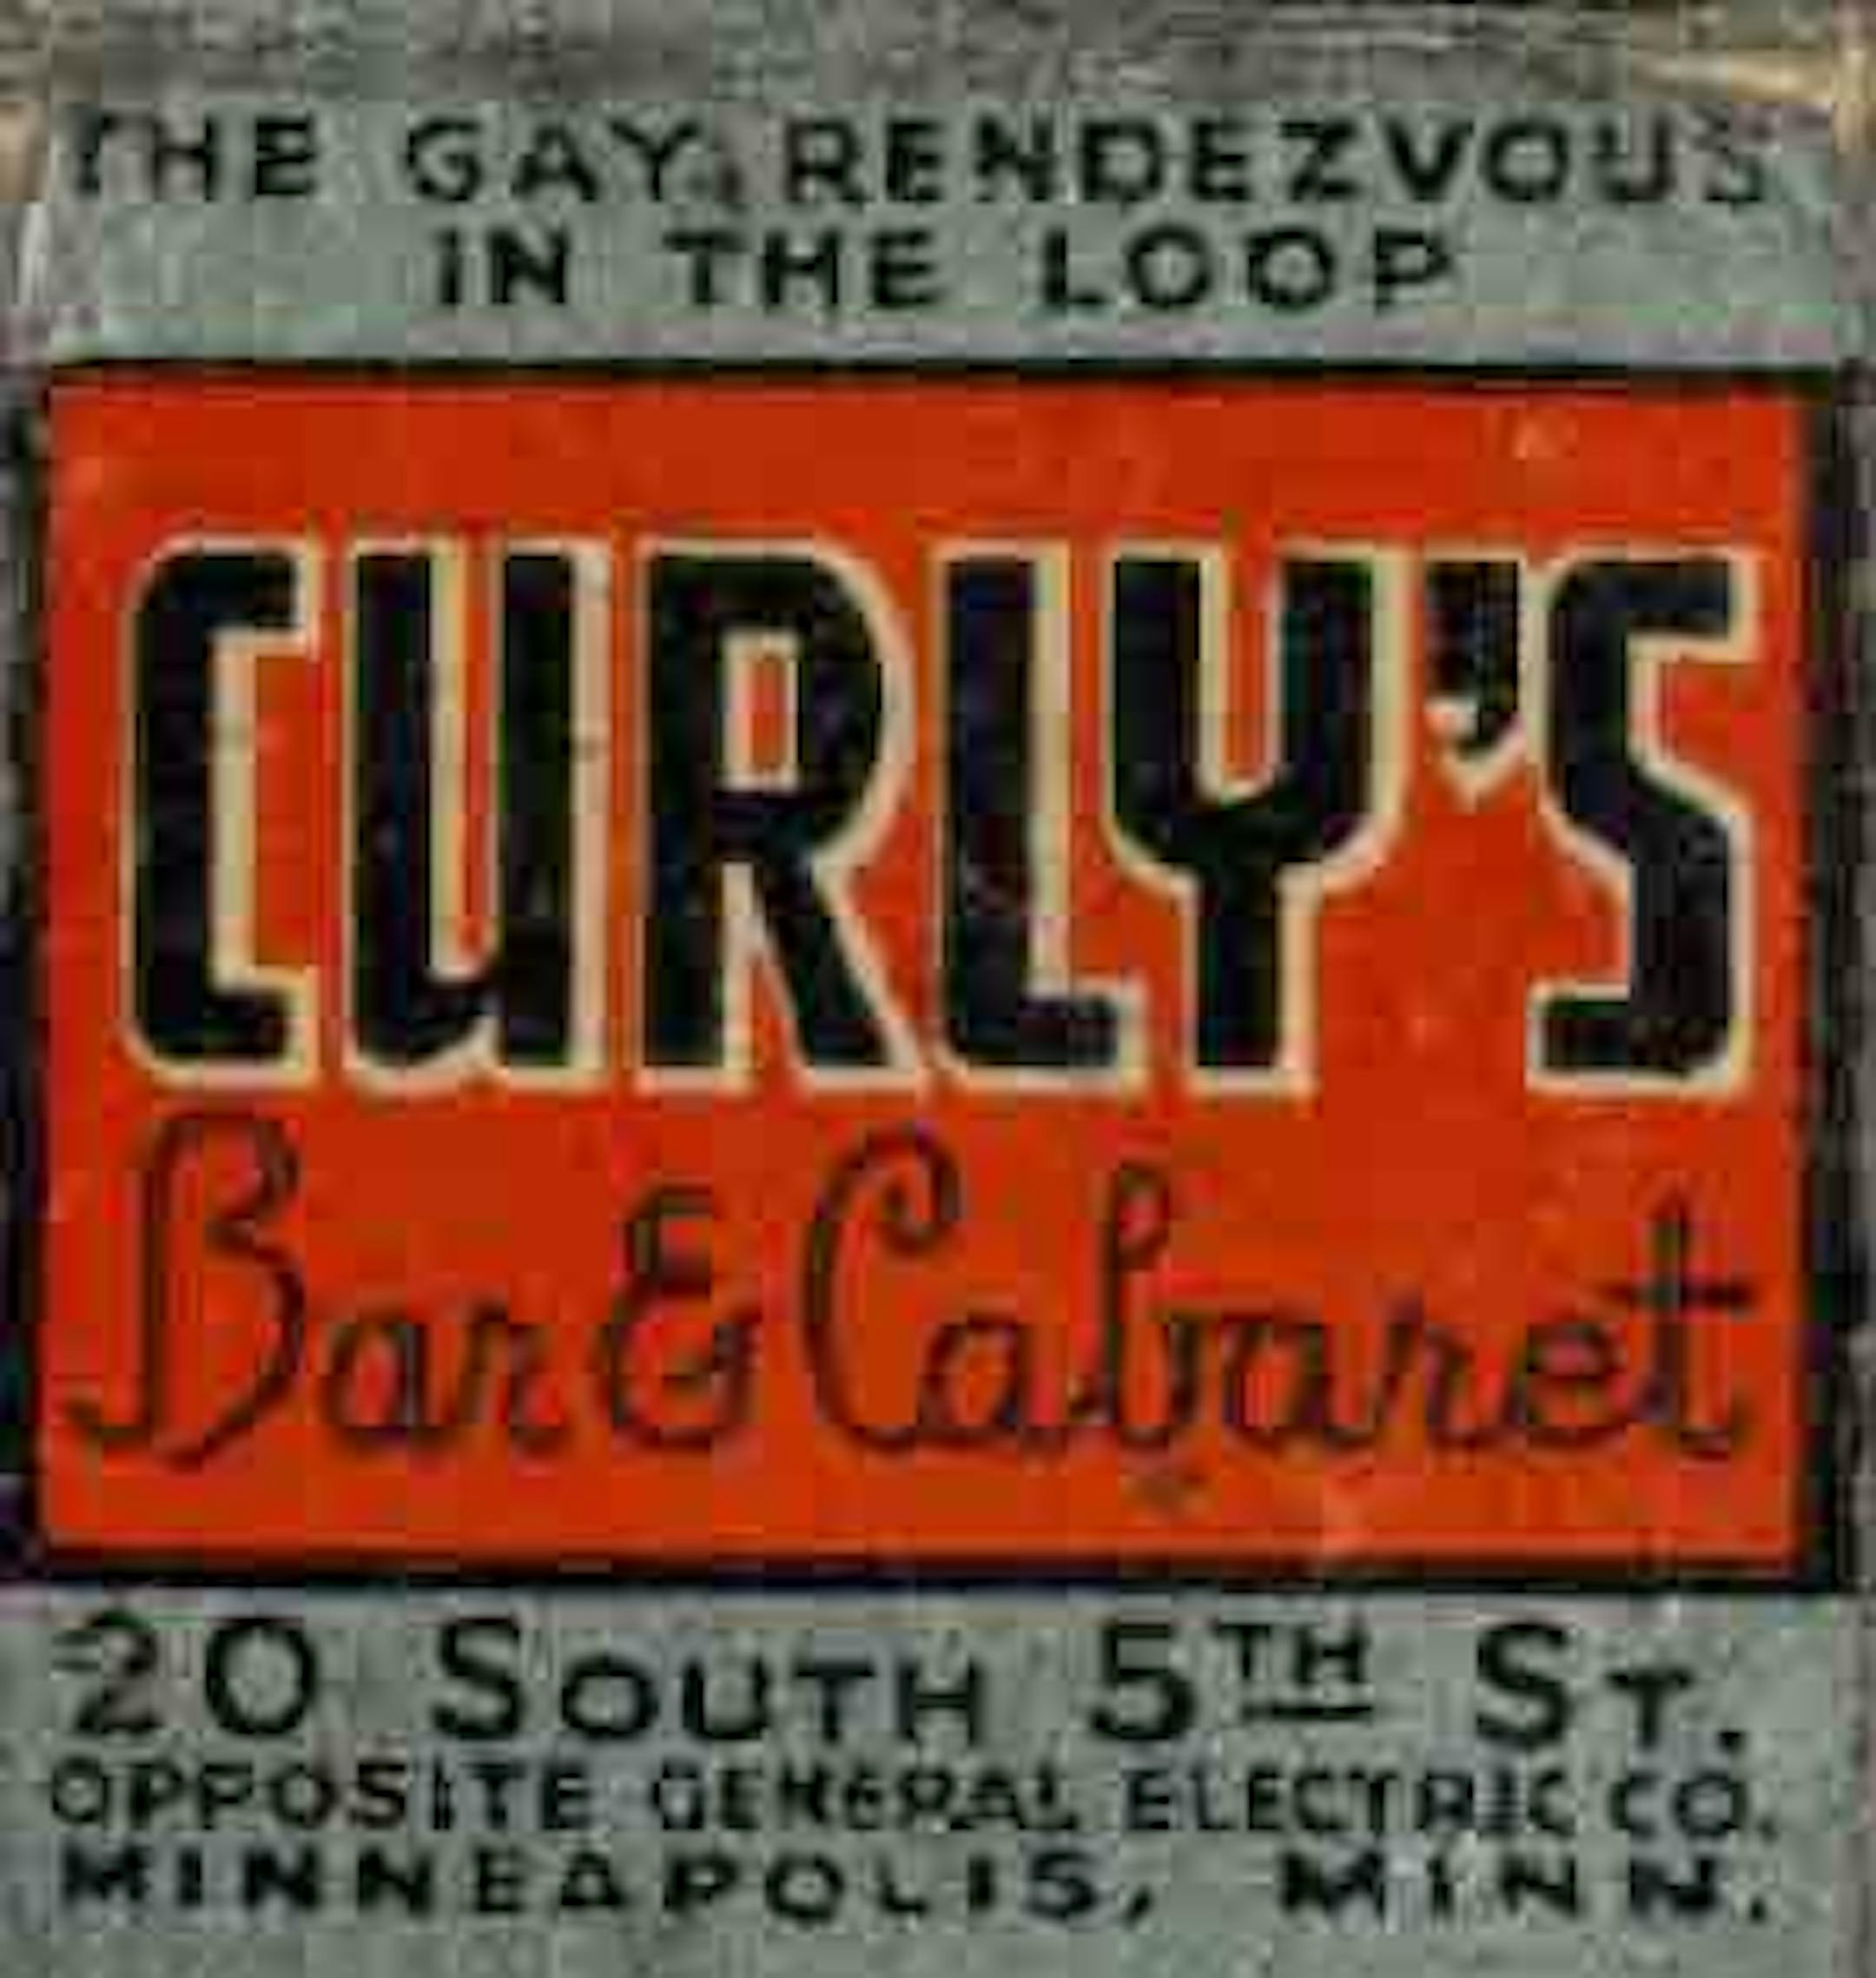 THE GAY RENDEZVOUS
IN THE LOOP
CURLY'S
Bar & Cabaret
20 SOUTH 5TH ST.
OPPOSITE GENERAL ELECTRIC CO.
MINNEAPOLIS, MINN.